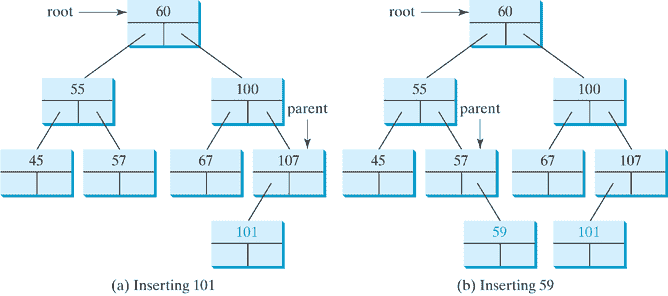 root 60
55 100
parent
45 57 67 107
101
(a) Inserting 101
root 60
55 100
parent
45 57 67 107
59 101
(b) Inserting 59